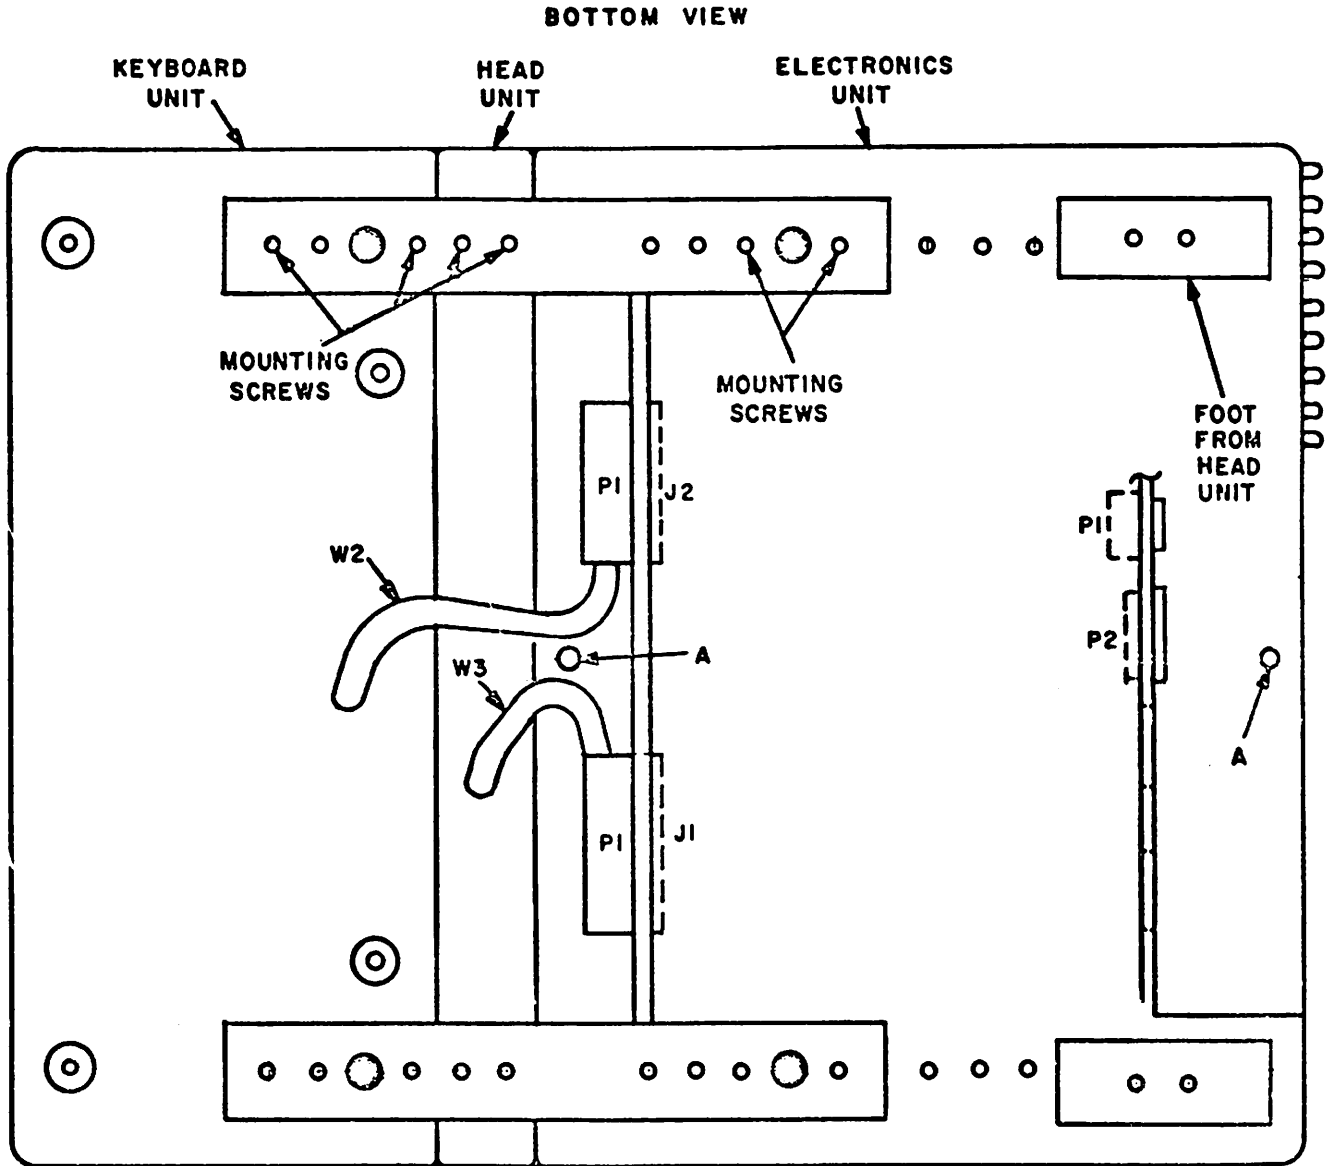 BOTTOM VIEW
KEYBOARD
UNIT
HEAD
UNIT
ELECTRONICS
UNIT
MOUNTING
SCREWS
MOUNTING
SCREWS
FOOT
FROM
HEAD
UNIT
P1
J2
P1
W2
P2
A
W3
A
P1
J1